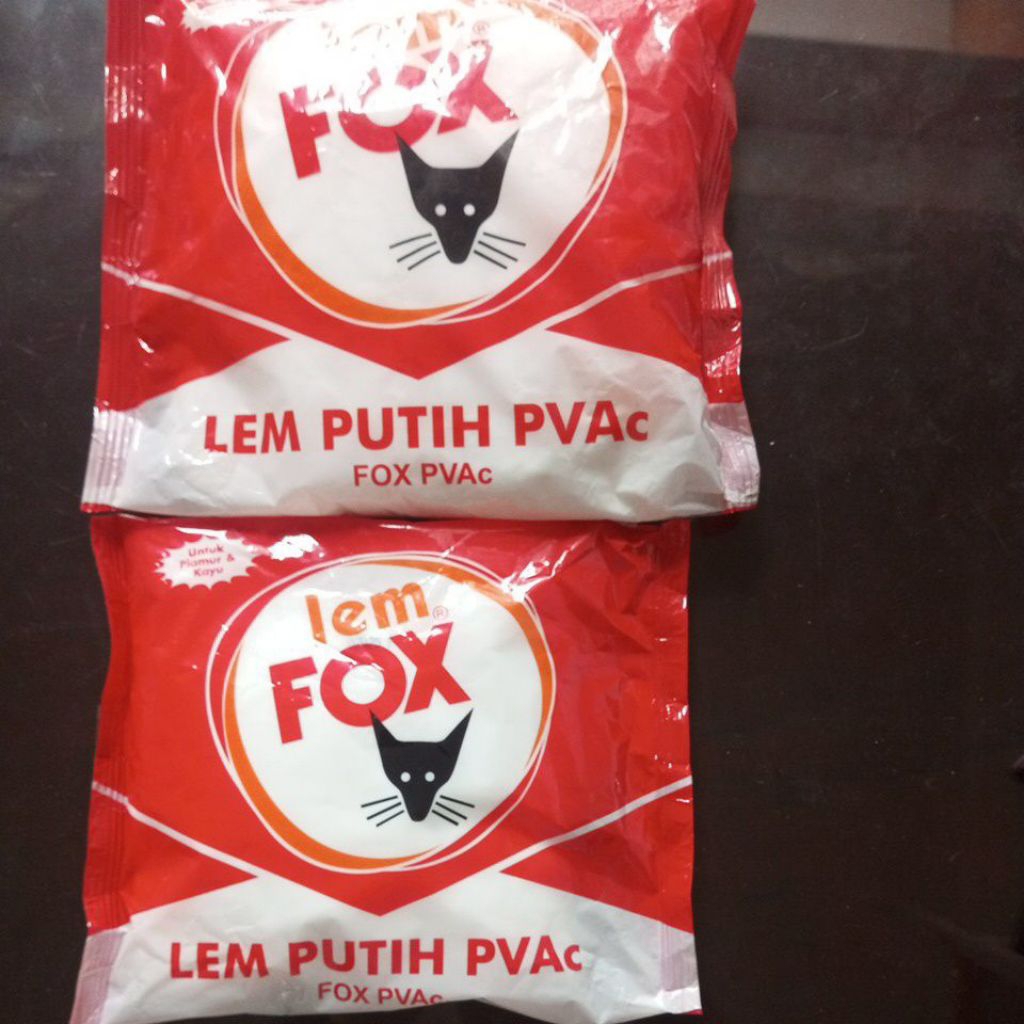 FOX
LEM PUTIH PVAc
FOX PVAc
Untuk
Plamur &
Kayu
lem®
FOX
LEM PUTIH PVAc
FOX PVAc